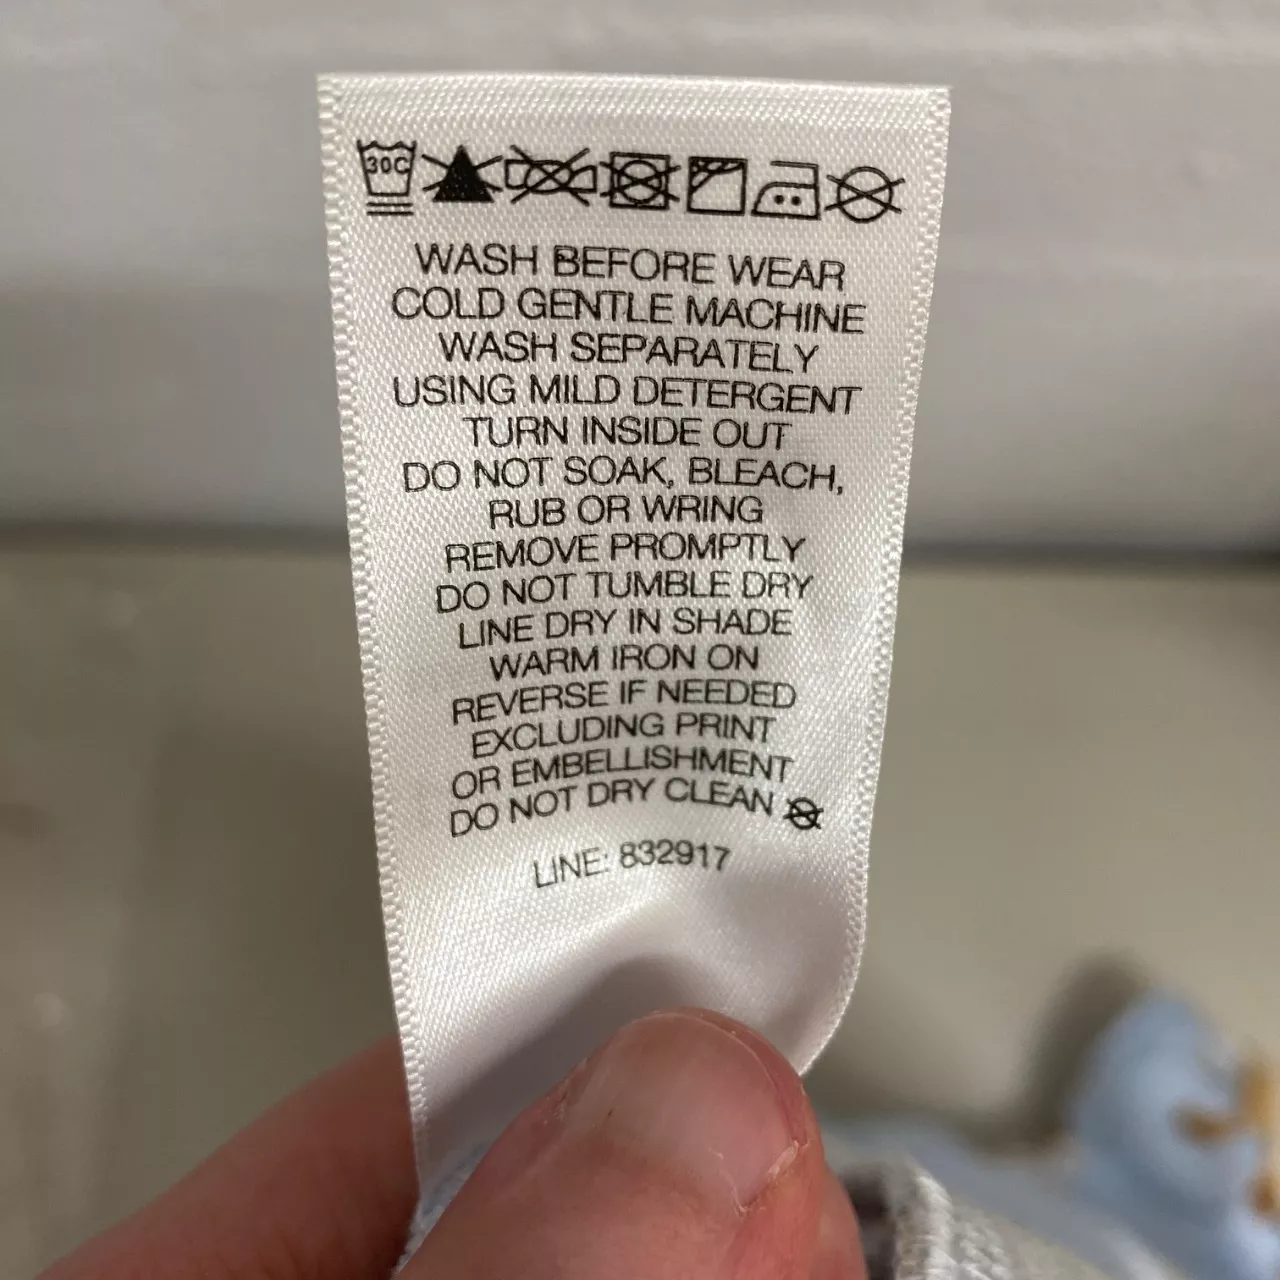 30C
WASH BEFORE WEAR
COLD GENTLE MACHINE
WASH SEPARATELY
USING MILD DETERGENT
TURN INSIDE OUT
DO NOT SOAK, BLEACH,
RUB OR WRING
REMOVE PROMPTLY
DO NOT TUMBLE DRY
LINE DRY IN SHADE
WARM IRON ON
REVERSE IF NEEDED
EXCLUDING PRINT
OR EMBELLISHMENT
DO NOT DRY CLEAN
LINE: 832917